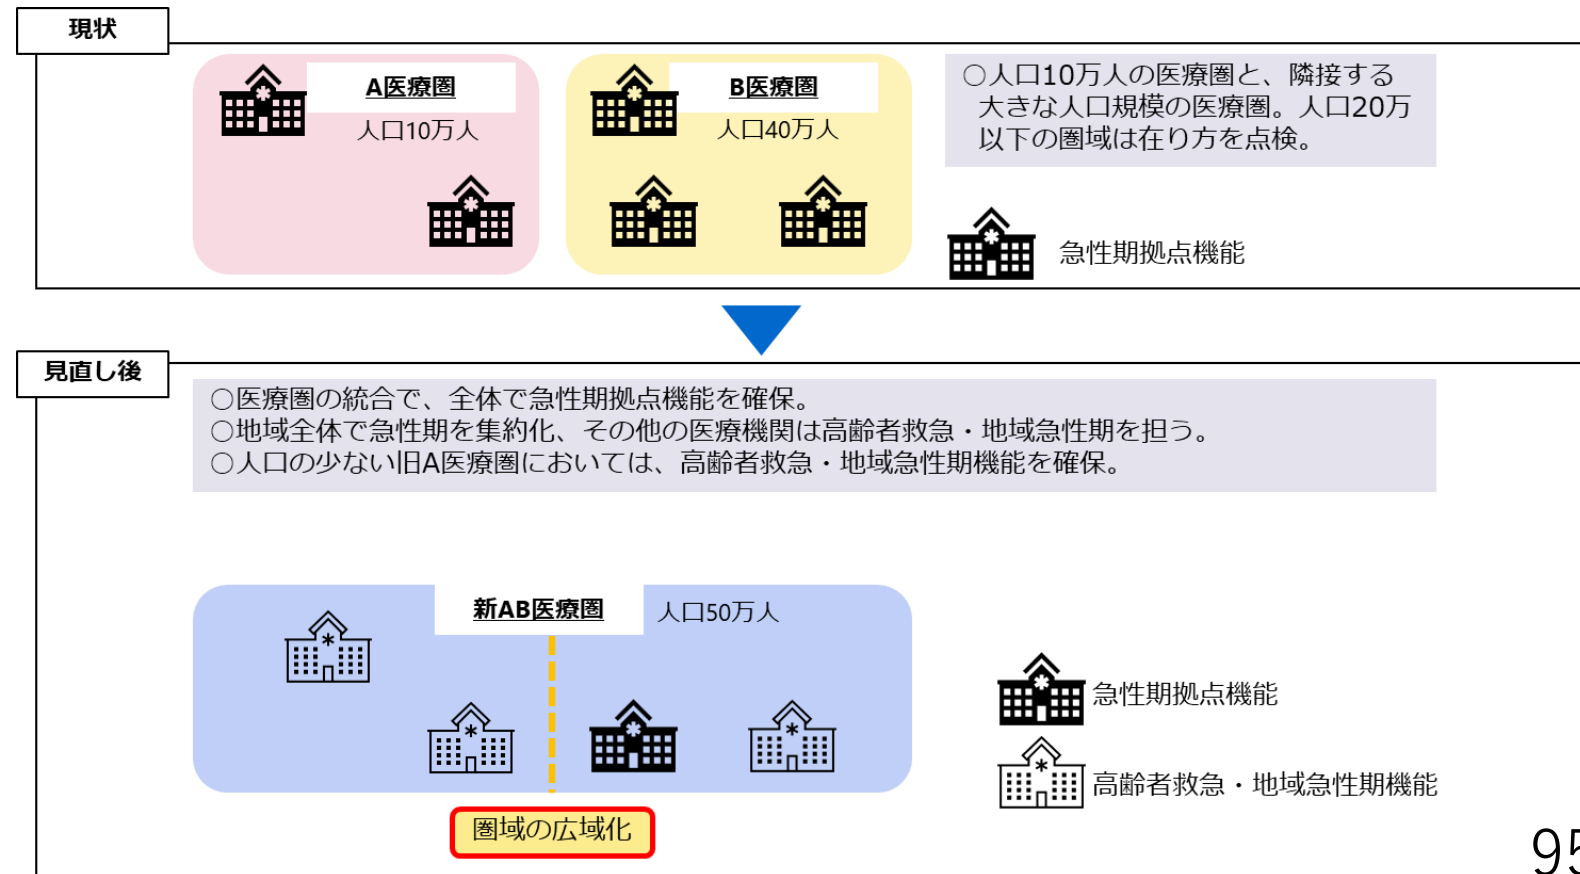 現状
A医療圏
人口10万人
B医療圏
人口40万人
○人口10万人の医療圏と、隣接する
大きな人口規模の医療圏。人口20万
以下の圏域は在り方を点検。
急性期拠点機能
見直し後
○医療圏の統合で、全体で急性期拠点機能を確保。
○地域全体で急性期を集約化、その他の医療機関は高齢者救急・地域急性期を担う。
○人口の少ない旧A医療圏においては、高齢者救急・地域急性期機能を確保。
新AB医療圏
人口50万人
急性期拠点機能
高齢者救急・地域急性期機能
圏域の広域化
95